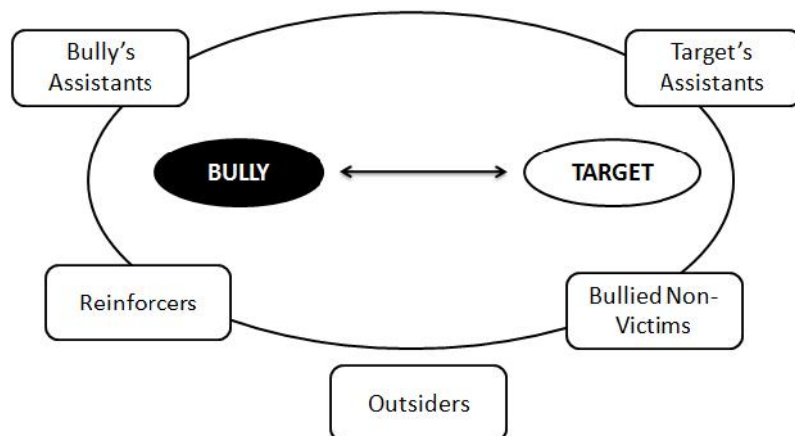 Bully's
Assistants
Target's
Assistants
BULLY
TARGET
Reinforcers
Bullied Non-
Victims
Outsiders